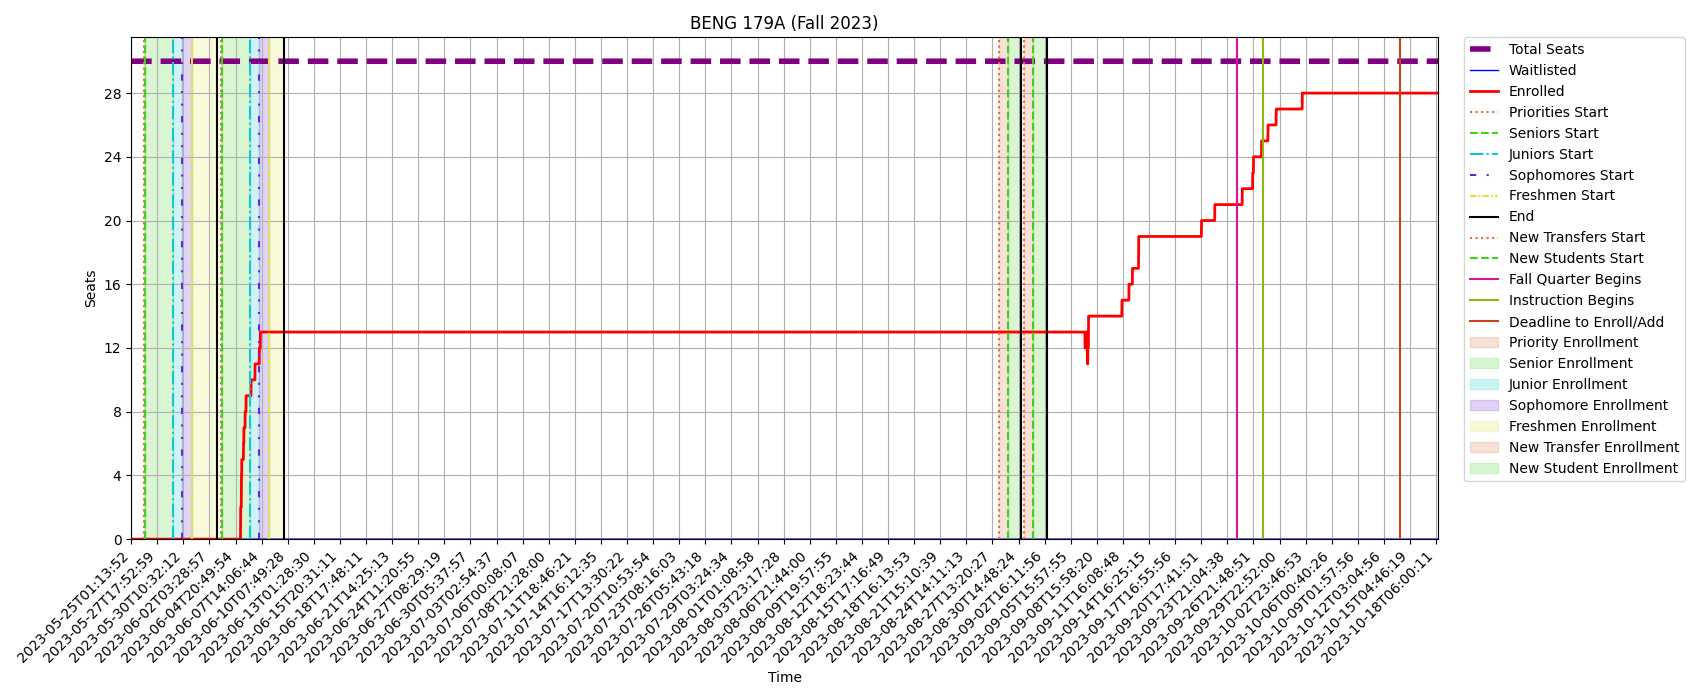 BENG 179A (Fall 2023)
Seats
28
24
20
16
12
8
4
0
2023-05-25T01:13:52
2023-05-27T17:52:59
2023-05-30T10:32:12
2023-06-02T03:28:57
2023-06-04T20:49:54
2023-06-07T14:06:44
2023-06-10T07:49:28
2023-06-13T01:28:30
2023-06-15T20:31:11
2023-06-18T17:48:11
2023-06-21T14:25:13
2023-06-24T11:20:55
2023-06-27T08:29:19
2023-06-30T05:37:57
2023-07-03T02:54:37
2023-07-06T00:08:07
2023-07-08T21:28:00
2023-07-11T18:46:21
2023-07-14T16:12:35
2023-07-17T13:30:22
2023-07-20T10:53:54
2023-07-23T08:16:03
2023-07-26T05:43:18
2023-07-29T03:24:34
2023-08-01T01:08:58
2023-08-03T23:17:28
2023-08-06T21:44:00
2023-08-09T19:57:55
2023-08-12T18:23:44
2023-08-15T17:16:49
2023-08-18T16:13:53
2023-08-21T15:10:39
2023-08-24T14:11:13
2023-08-27T13:20:27
2023-08-30T14:48:24
2023-09-02T16:11:56
2023-09-05T15:57:55
2023-09-08T15:58:20
2023-09-11T16:08:48
2023-09-14T16:25:15
2023-09-17T16:55:56
2023-09-20T17:41:51
2023-09-23T21:04:38
2023-09-26T21:48:51
2023-09-29T22:52:00
2023-10-02T23:46:53
2023-10-06T00:40:26
2023-10-09T01:57:56
2023-10-12T03:04:56
2023-10-15T04:46:19
2023-10-18T06:00:11
Time
Total Seats
Waitlisted
Enrolled
Priorities Start
Seniors Start
Juniors Start
Sophomores Start
Freshmen Start
End
New Transfers Start
New Students Start
Fall Quarter Begins
Instruction Begins
Deadline to Enroll/Add
Priority Enrollment
Senior Enrollment
Junior Enrollment
Sophomore Enrollment
Freshmen Enrollment
New Transfer Enrollment
New Student Enrollment